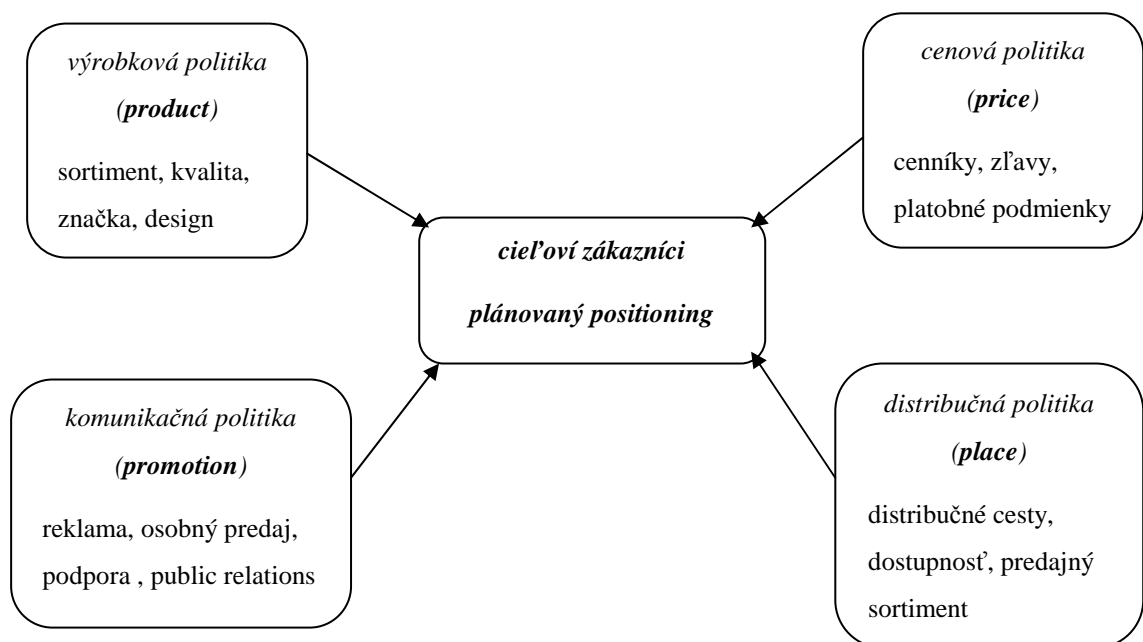 výrobková politika
(product)
sortiment, kvalita,
značka, design
cenová politika
(price)
cenníky, zľavy,
platobné podmienky
cieľoví zákazníci
plánovaný positioning
komunikačná politika
(promotion)
reklama, osobný predaj,
podpora , public relations
distribučná politika
(place)
distribučné cesty,
dostupnosť, predajný
sortiment